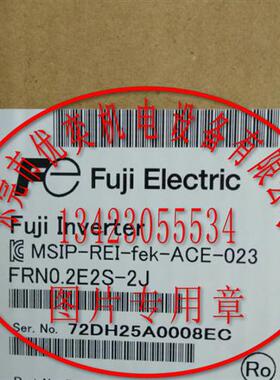 Fuji Electric
Fuji Inverter
13423055534
MSIP-REI-fek-ACE-023
FRN0.2E2S-2J
图片专用章
Ser. No. 72DH25A0008EC
Ro